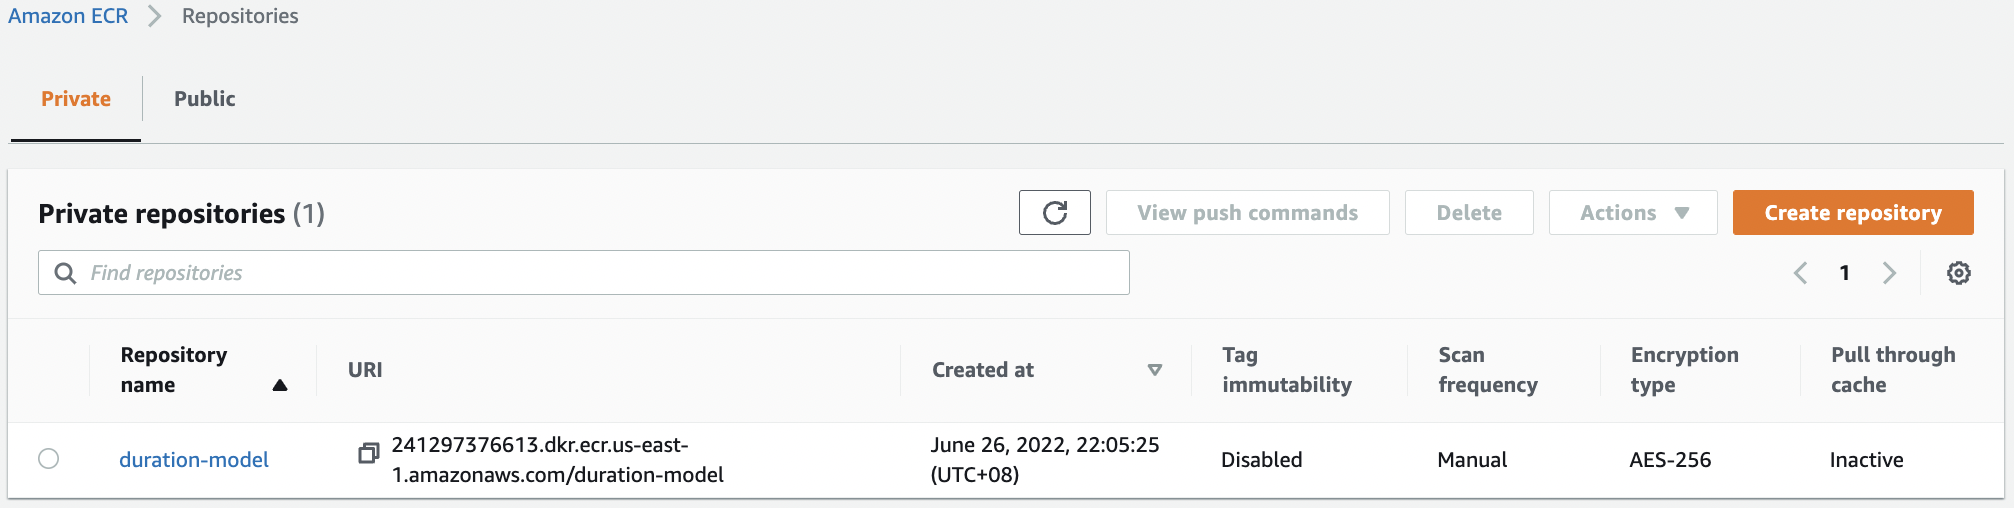 Amazon ECR Repositories
Private Public
Private repositories (1) View push commands Delete Actions Create repository
Find repositories 1
Repository name URI Created at Tag immutability Scan frequency Encryption type Pull through cache
duration-model 241297376613.dkr.ecr.us-east-1.amazonaws.com/duration-model June 26, 2022, 22:05:25 (UTC+08) Disabled Manual AES-256 Inactive